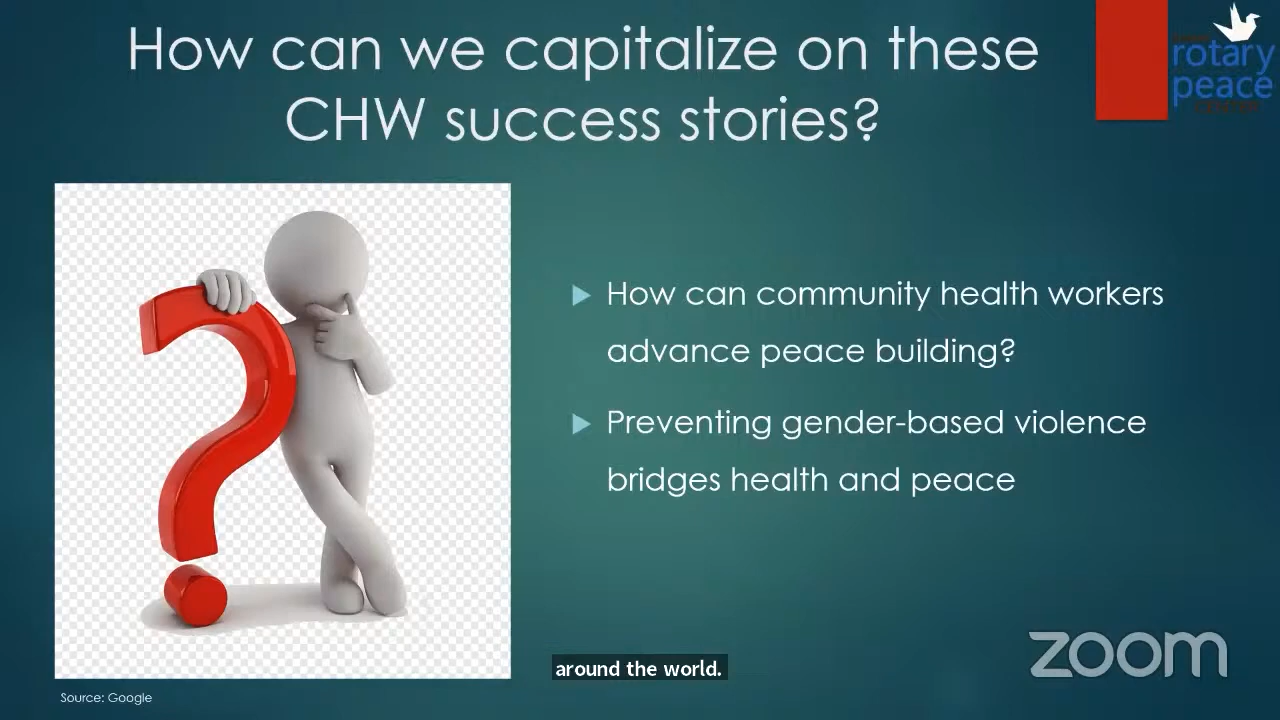 How can we capitalize on these
CHW success stories?
rotary
peace
How can community health workers
advance peace building?
Preventing gender-based violence
bridges health and peace
around the world.
zoom
Source: Google